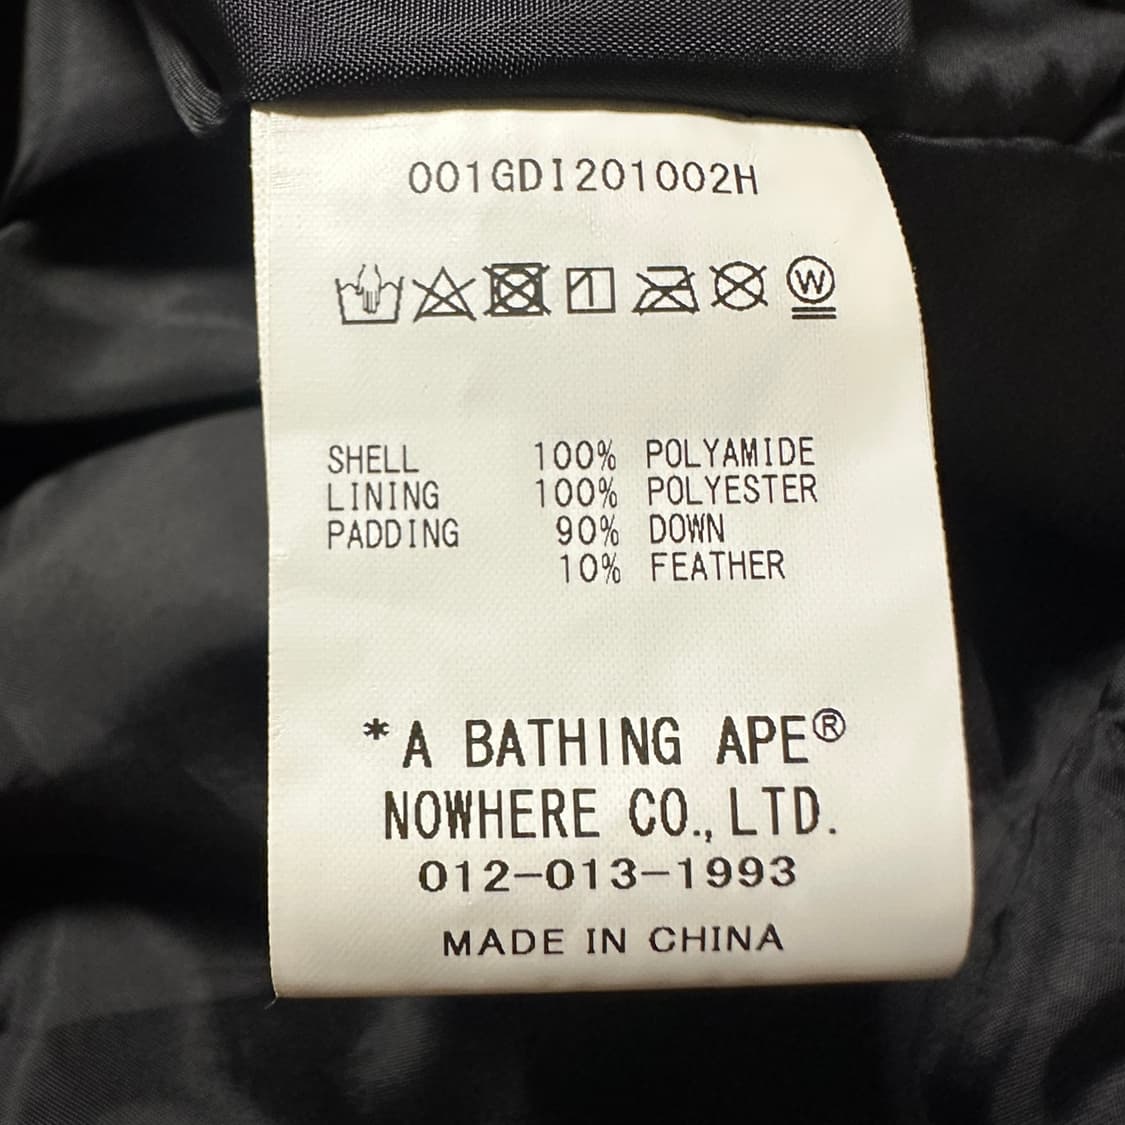 001GDI201002H
W
SHELL 100% POLYAMIDE
LINING 100% POLYESTER
PADDING 90% DOWN
10% FEATHER
*A BATHING APE®
NOWHERE CO.,LTD.
012-013-1993
MADE IN CHINA